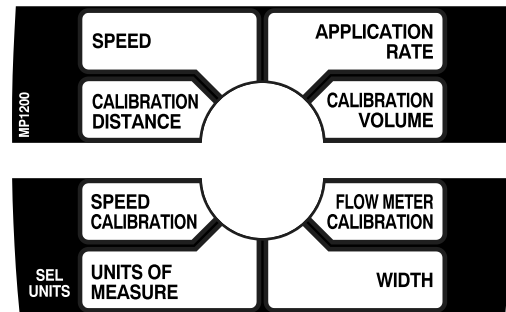 SPEED
APPLICATION
RATE
MP1200
CALIBRATION
DISTANCE
CALIBRATION
VOLUME
SPEED
CALIBRATION
FLOW METER
CALIBRATION
SEL
UNITS
UNITS OF
MEASURE
WIDTH